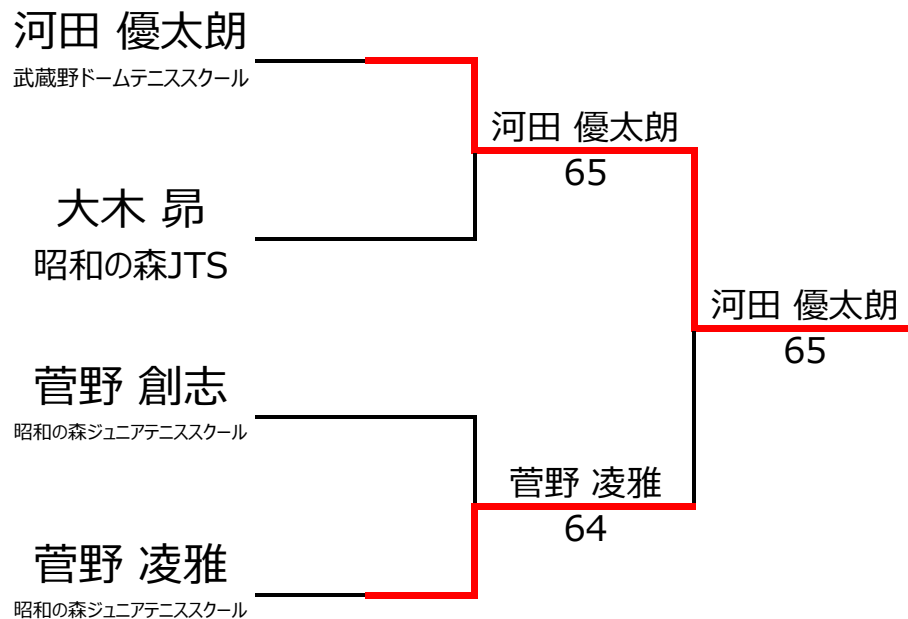 河田 優太朗
武蔵野ドームテニススクール
河田 優太朗
65
大木 昴
昭和の森JTS
河田 優太朗
65
菅野 創志
昭和の森ジュニアテニススクール
菅野 凌雅
64
菅野 凌雅
昭和の森ジュニアテニススクール